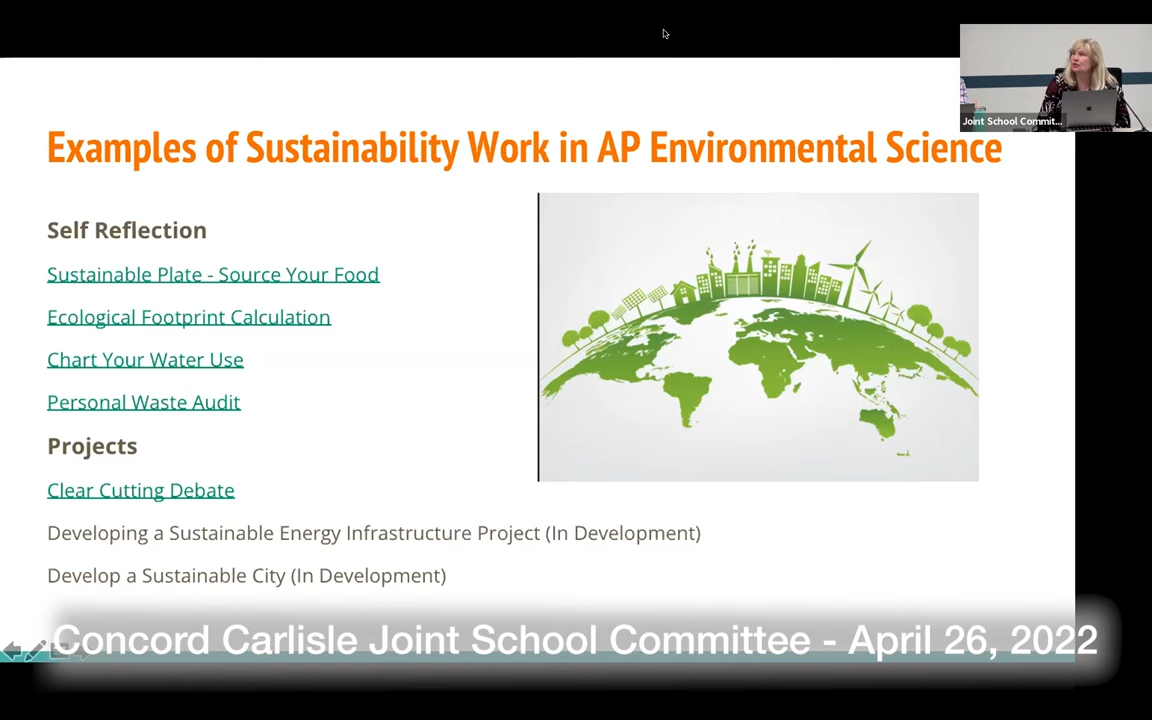 Joint School Commit...
Examples of Sustainability Work in AP Environmental Science
Self Reflection
Sustainable Plate - Source Your Food
Ecological Footprint Calculation
Chart Your Water Use
Personal Waste Audit
Projects
Clear Cutting Debate
Developing a Sustainable Energy Infrastructure Project (In Development)
Develop a Sustainable City (In Development)
Concord Carlisle Joint School Committee - April 26, 2022